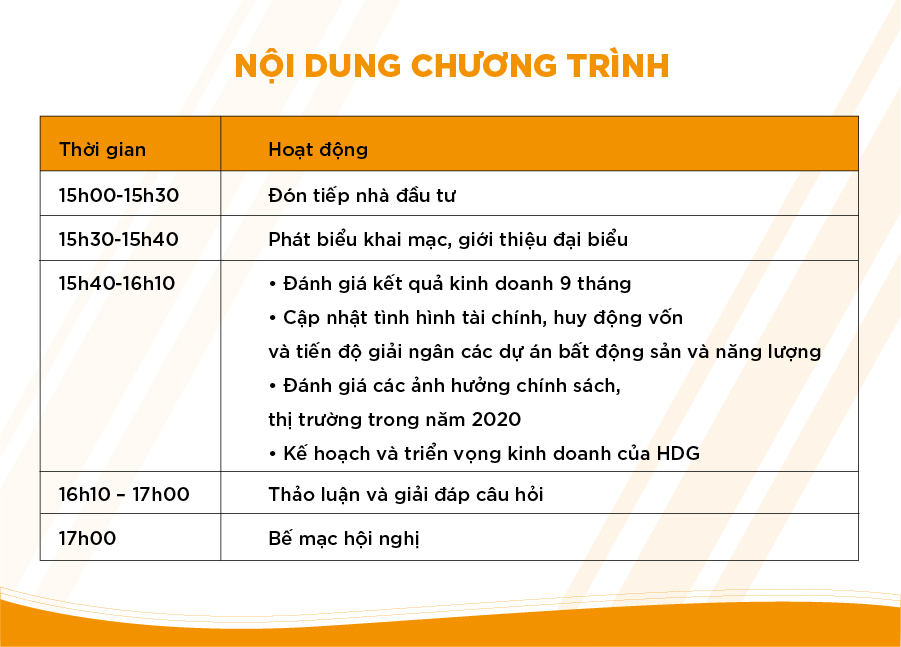 NỘI DUNG CHƯƠNG TRÌNH
Thời gian Hoạt động
15h00-15h30 Đón tiếp nhà đầu tư
15h30-15h40 Phát biểu khai mạc, giới thiệu đại biểu
15h40-16h10 • Đánh giá kết quả kinh doanh 9 tháng
• Cập nhật tình hình tài chính, huy động vốn
và tiến độ giải ngân các dự án bất động sản và năng lượng
• Đánh giá các ảnh hưởng chính sách,
thị trường trong năm 2020
• Kế hoạch và triển vọng kinh doanh của HDG
16h10 – 17h00 Thảo luận và giải đáp câu hỏi
17h00 Bế mạc hội nghị